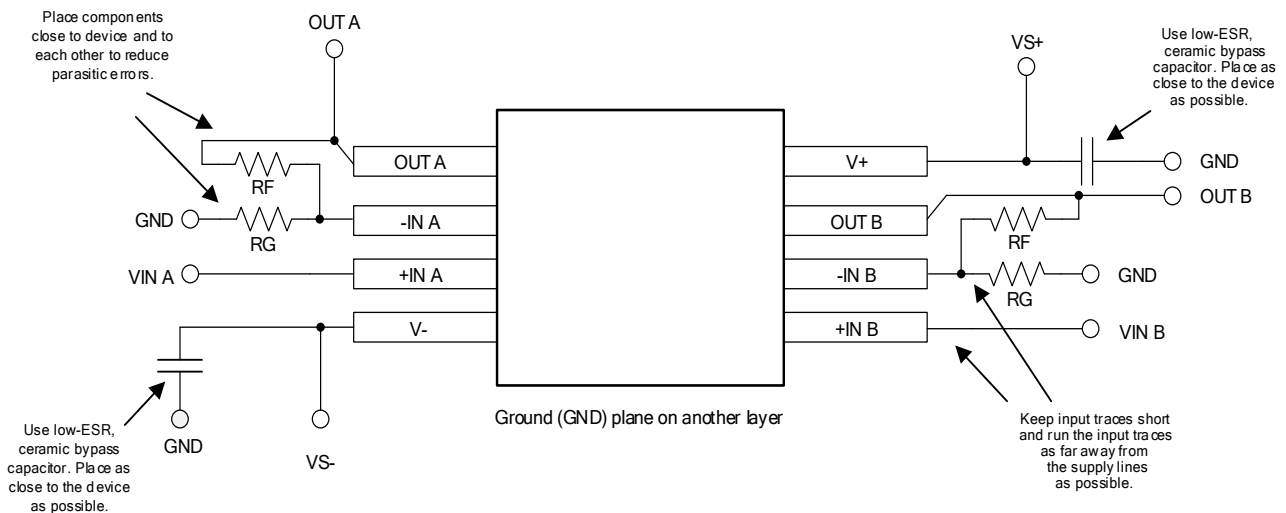 Place components
close to device and to
each other to reduce
parasitic errors.
OUT A
VS+
Use low-ESR,
ceramic bypass
capacitor. Place as
close to the device
as possible.
OUT A
V+
GND
RF
OUT B
OUT B
GND
-IN A
RF
RG
VIN A
+IN A
-IN B
GND
RG
V-
+IN B
VIN B
Ground (GND) plane on another layer
Use low-ESR,
ceramic bypass
capacitor. Place as
close to the device
as possible.
GND
VS-
Keep input traces short
and run the input traces
as far away from
the supply lines
as possible.